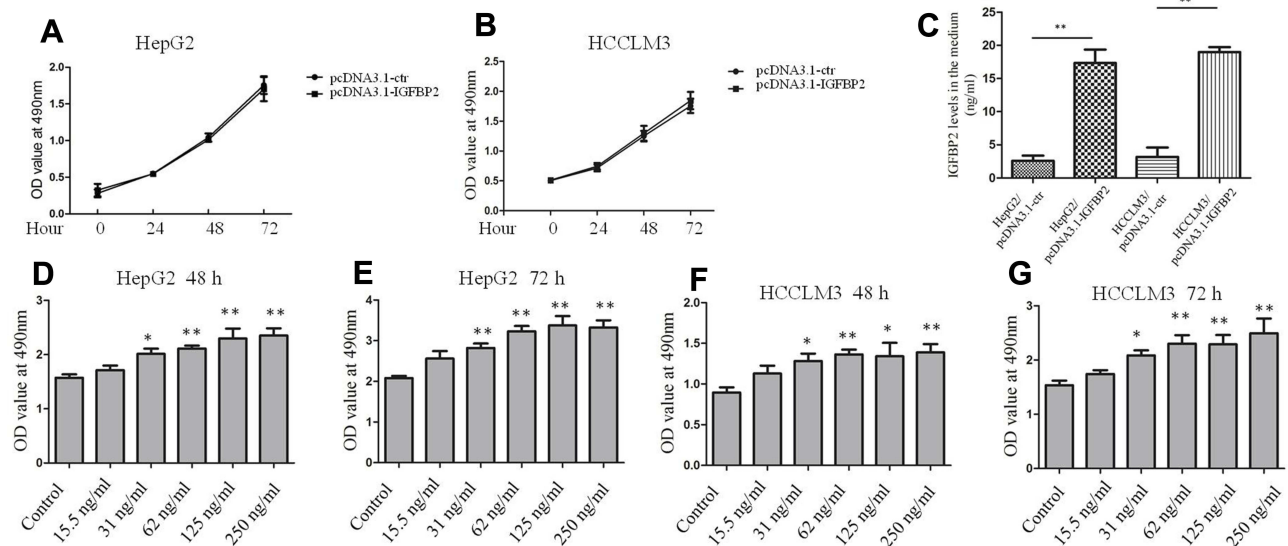 A
HepG2
OD value at 490nm
2.0
1.5
1.0
0.5
0.0
Hour
0
24
48
72
pcDNA3.1-ctr
pcDNA3.1-IGFBP2
B
HCCLM3
OD value at 490nm
2.5
2.0
1.5
1.0
0.5
0.0
Hour
0
24
48
72
pcDNA3.1-ctr
pcDNA3.1-IGFBP2
C
IGFBP2 levels in the medium
(ng/ml)
25
20
15
10
5
0
**
**
HepG2/
pcDNA3.1-ctr
HepG2/
pcDNA3.1-IGFBP2
HCCLM3/
pcDNA3.1-ctr
HCCLM3/
pcDNA3.1-IGFBP2
D
HepG2 48 h
OD value at 490nm
3
2
1
0
*
**
**
**
Control
15.5 ng/ml
31 ng/ml
62 ng/ml
125 ng/ml
250 ng/ml
E
HepG2 72 h
OD value at 490nm
4
3
2
1
0
**
**
**
**
Control
15.5 ng/ml
31 ng/ml
62 ng/ml
125 ng/ml
250 ng/ml
F
HCCLM3 48 h
OD value at 490nm
2.0
1.5
1.0
0.5
0.0
*
**
*
**
Control
15.5 ng/ml
31 ng/ml
62 ng/ml
125 ng/ml
250 ng/ml
G
HCCLM3 72 h
OD value at 490nm
3
2
1
0
*
**
**
**
Control
15.5 ng/ml
31 ng/ml
62 ng/ml
125 ng/ml
250 ng/ml